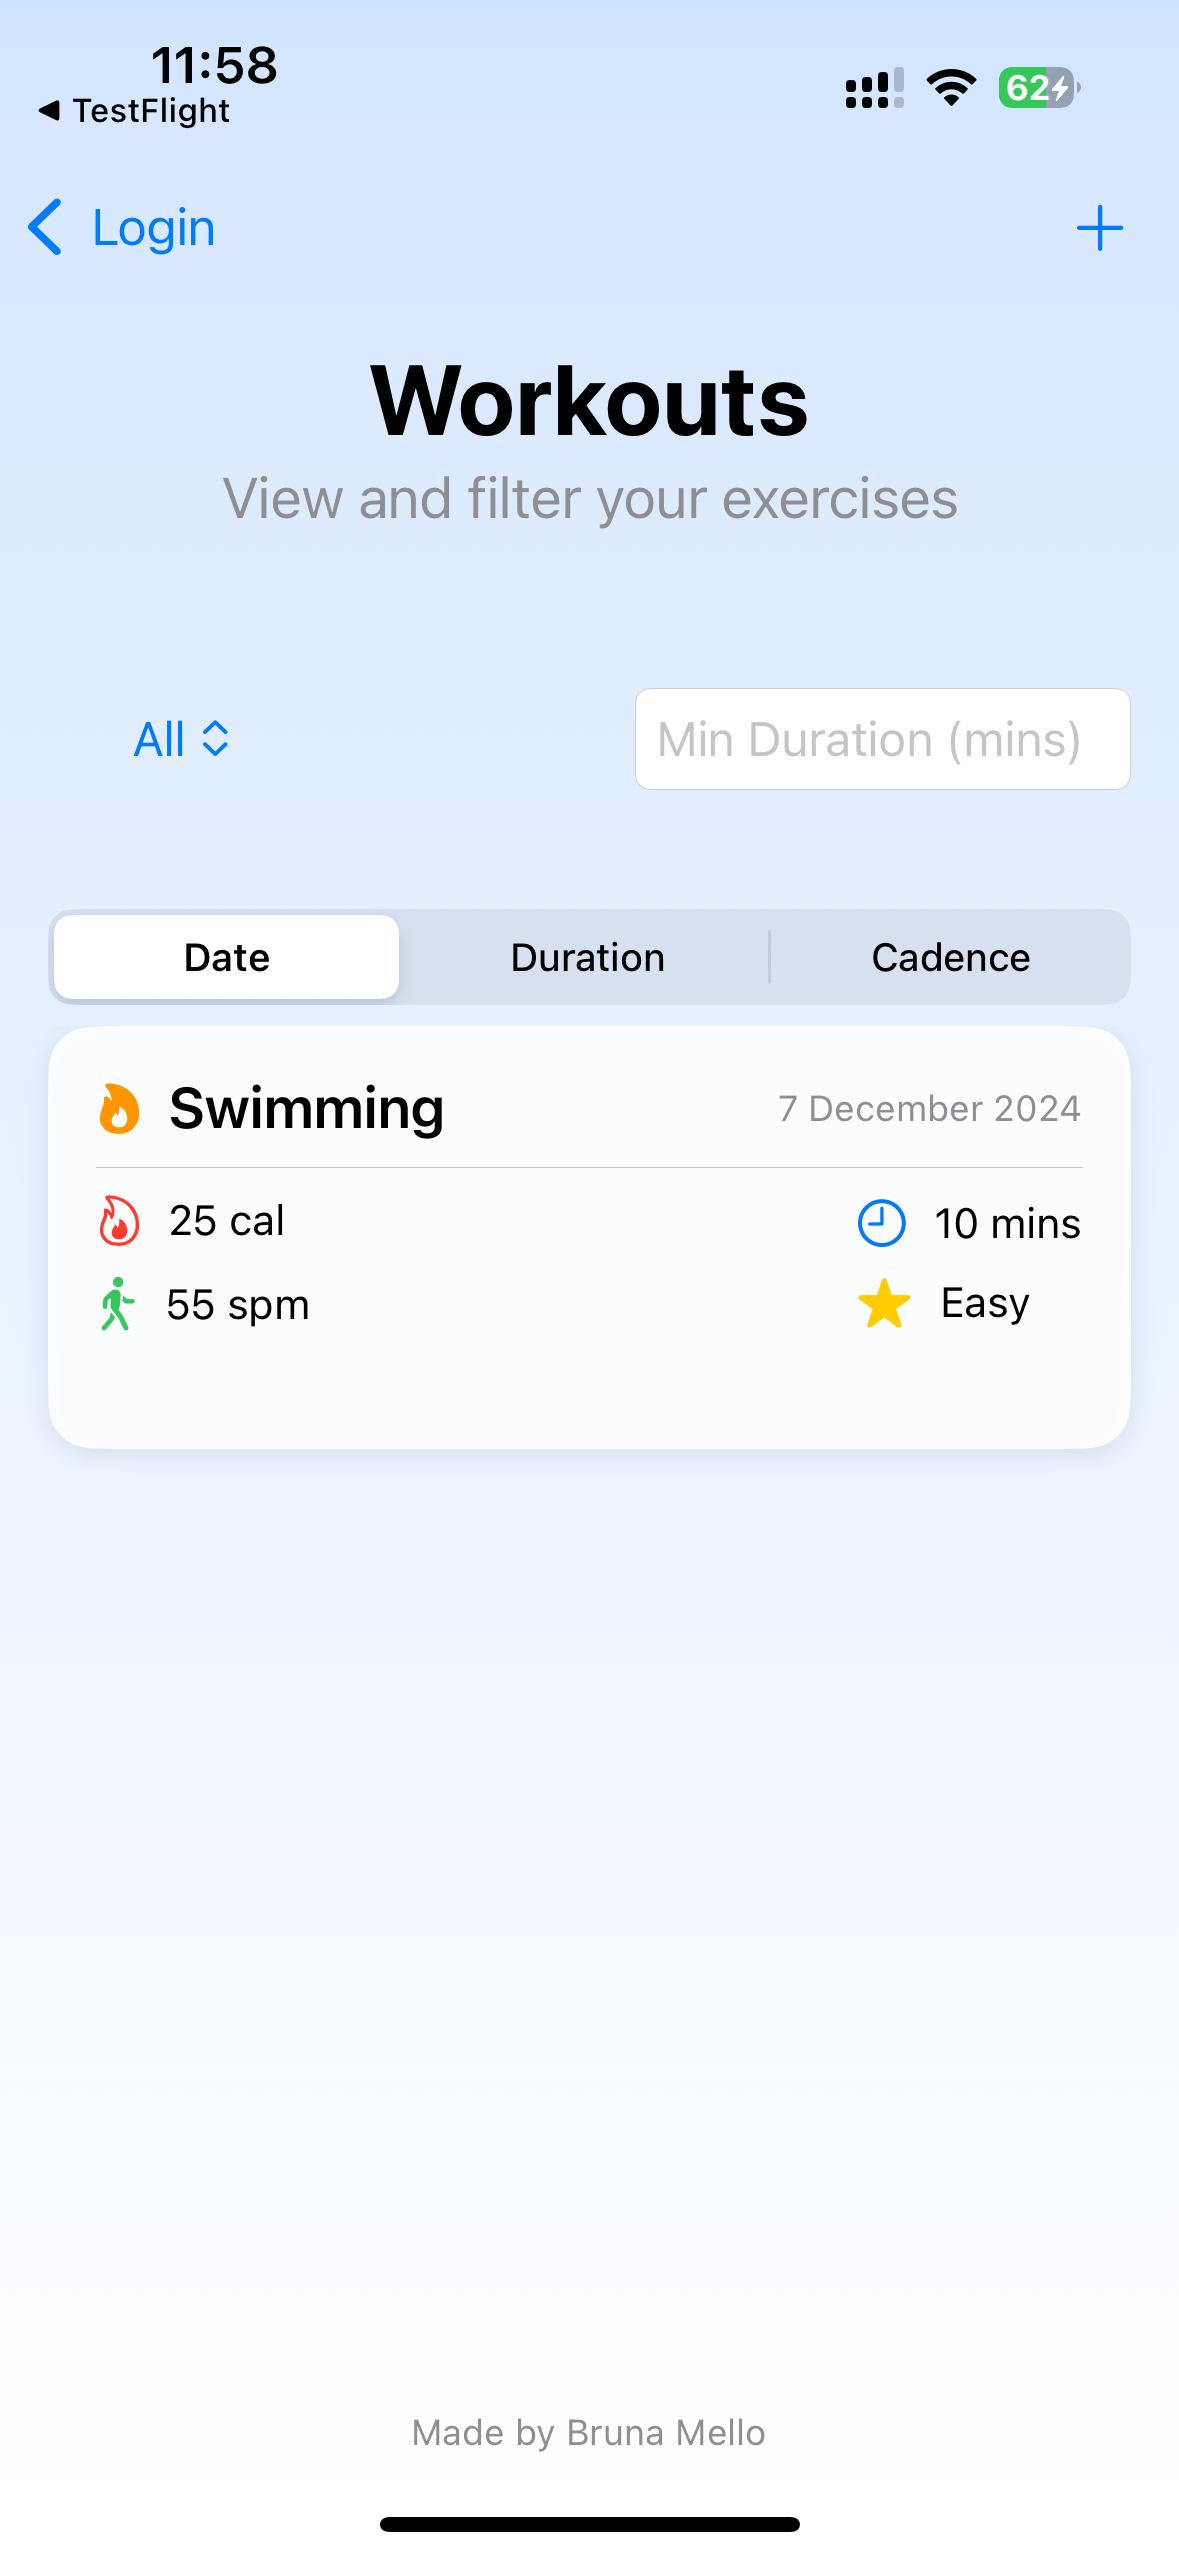 11:58
62
TestFlight
Login
Workouts
View and filter your exercises
All
Min Duration (mins)
Date Duration Cadence
Swimming 7 December 2024
25 cal 10 mins
55 spm Easy
Made by Bruna Mello